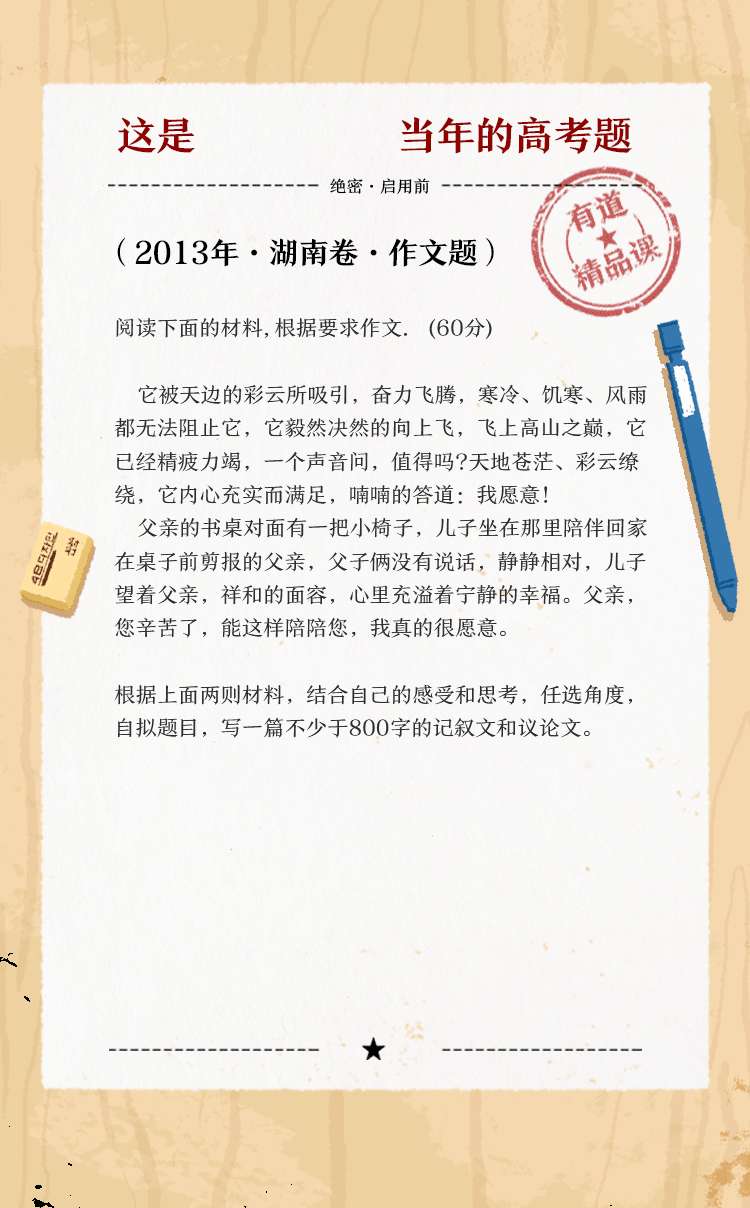 这是 当年的高考题
绝密·启用前
有道
精品课
（2013年·湖南卷·作文题）
阅读下面的材料,根据要求作文. (60分)
它被天边的彩云所吸引，奋力飞腾，寒冷、饥寒、风雨
都无法阻止它，它毅然决然的向上飞，飞上高山之巅，它
已经精疲力竭，一个声音问，值得吗?天地苍茫、彩云缭
绕，它内心充实而满足，喃喃的答道：我愿意!
父亲的书桌对面有一把小椅子，儿子坐在那里陪伴回家
在桌子前剪报的父亲，父子俩没有说话，静静相对，儿子
望着父亲，祥和的面容，心里充溢着宁静的幸福。父亲，
您辛苦了，能这样陪陪您，我真的很愿意。
根据上面两则材料，结合自己的感受和思考，任选角度，
自拟题目，写一篇不少于800字的记叙文和议论文。